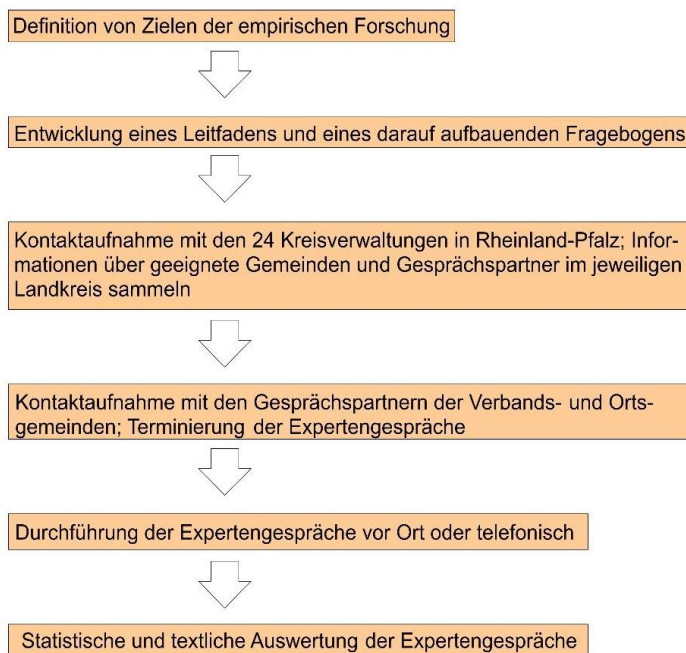 Definition von Zielen der empirischen Forschung
Entwicklung eines Leitfadens und eines darauf aufbauenden Fragebogens
Kontaktaufnahme mit den 24 Kreisverwaltungen in Rheinland-Pfalz; Infor-
mationen über geeignete Gemeinden und Gesprächspartner im jeweiligen
Landkreis sammeln
Kontaktaufnahme mit den Gesprächspartnern der Verbands- und Orts-
gemeinden; Terminierung der Expertengespräche
Durchführung der Expertengespräche vor Ort oder telefonisch
Statistische und textliche Auswertung der Expertengespräche